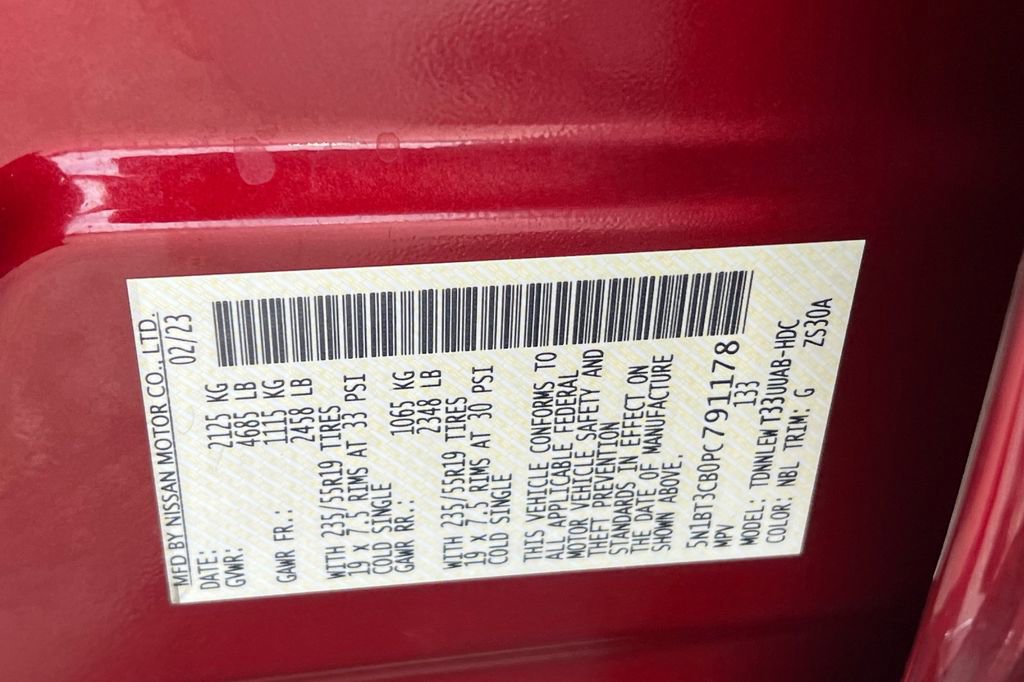 MFD BY NISSAN MOTOR CO., LTD.
DATE: 02/23
GVWR: 2125 KG
4685 LB
GAWR FR.: 1115 KG
2458 LB
WITH 235/55R19 TIRES
19 x 7.5 RIMS AT 33 PSI
COLD SINGLE
GAWR RR.: 1065 KG
2348 LB
WITH 235/55R19 TIRES
19 x 7.5 RIMS AT 30 PSI
COLD SINGLE
THIS VEHICLE CONFORMS TO
ALL APPLICABLE FEDERAL
MOTOR VEHICLE SAFETY AND
THEFT PREVENTION
STANDARDS IN EFFECT ON
THE DATE OF MANUFACTURE
SHOWN ABOVE.
5N1BT3CB0PC791178
MPV 133
MODEL: TDNNLEW T33UUAB-HDC
COLOR: NBL TRIM: G ZS30A